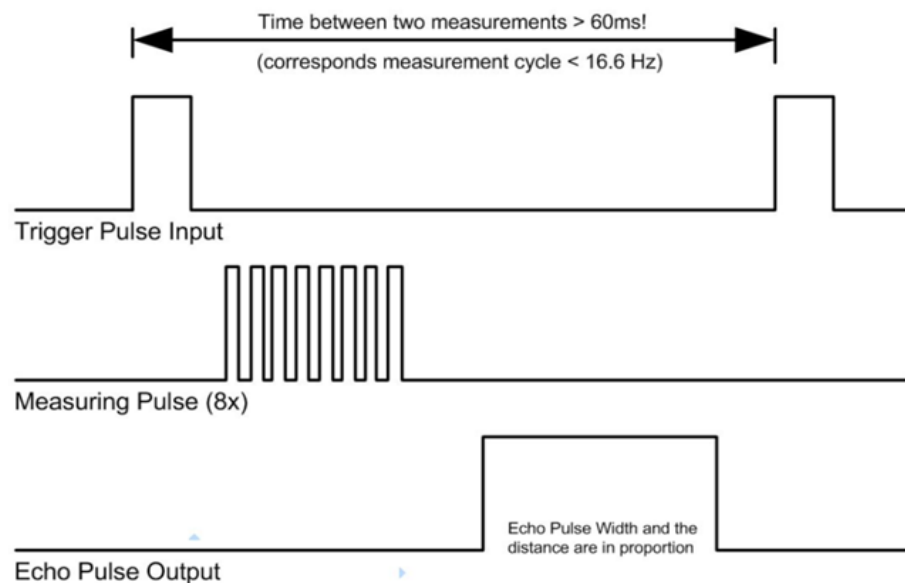 Time between two measurements > 60ms!
(corresponds measurement cycle < 16.6 Hz)
Trigger Pulse Input
Measuring Pulse (8x)
Echo Pulse Width and the
distance are in proportion
Echo Pulse Output